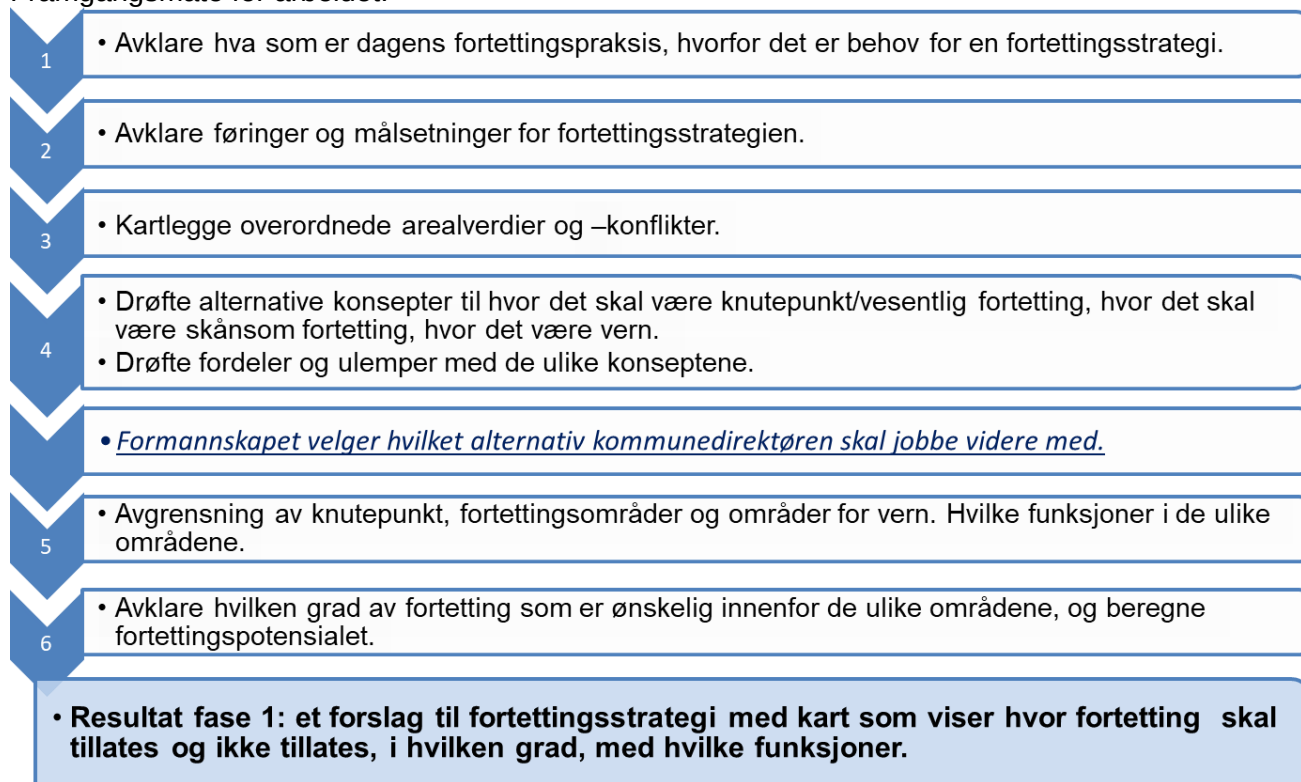 Framgangsmåte for arbeidet:
1
• Avklare hva som er dagens fortettingspraksis, hvorfor det er behov for en fortettingsstrategi.
2
• Avklare føringer og målsetninger for fortettingsstrategien.
3
• Kartlegge overordnede arealverdier og –konflikter.
4
• Drøfte alternative konsepter til hvor det skal være knutepunkt/vesentlig fortetting, hvor det skal
være skånsom fortetting, hvor det være vern.
• Drøfte fordeler og ulemper med de ulike konseptene.
• Formannskapet velger hvilket alternativ kommunedirektøren skal jobbe videre med.
5
• Avgrensning av knutepunkt, fortettingsområder og områder for vern. Hvilke funksjoner i de ulike
områdene.
6
• Avklare hvilken grad av fortetting som er ønskelig innenfor de ulike områdene, og beregne
fortettingspotensialet.
• Resultat fase 1: et forslag til fortettingsstrategi med kart som viser hvor fortetting skal
tillates og ikke tillates, i hvilken grad, med hvilke funksjoner.